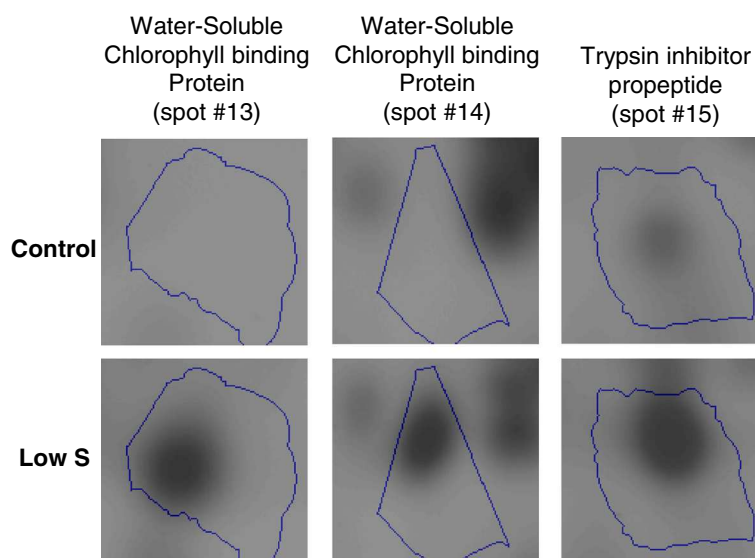 Water-Soluble
Chlorophyll binding
Protein
(spot #13)
Water-Soluble
Chlorophyll binding
Protein
(spot #14)
Trypsin inhibitor
propeptide
(spot #15)
Control
Low S